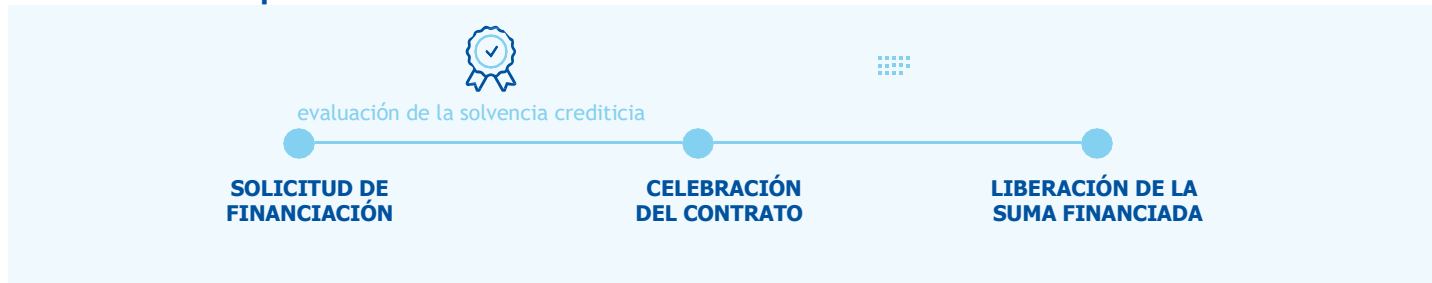 evaluación de la solvencia crediticia
SOLICITUD DE
FINANCIACIÓN
CELEBRACIÓN
DEL CONTRATO
LIBERACIÓN DE LA
SUMA FINANCIADA